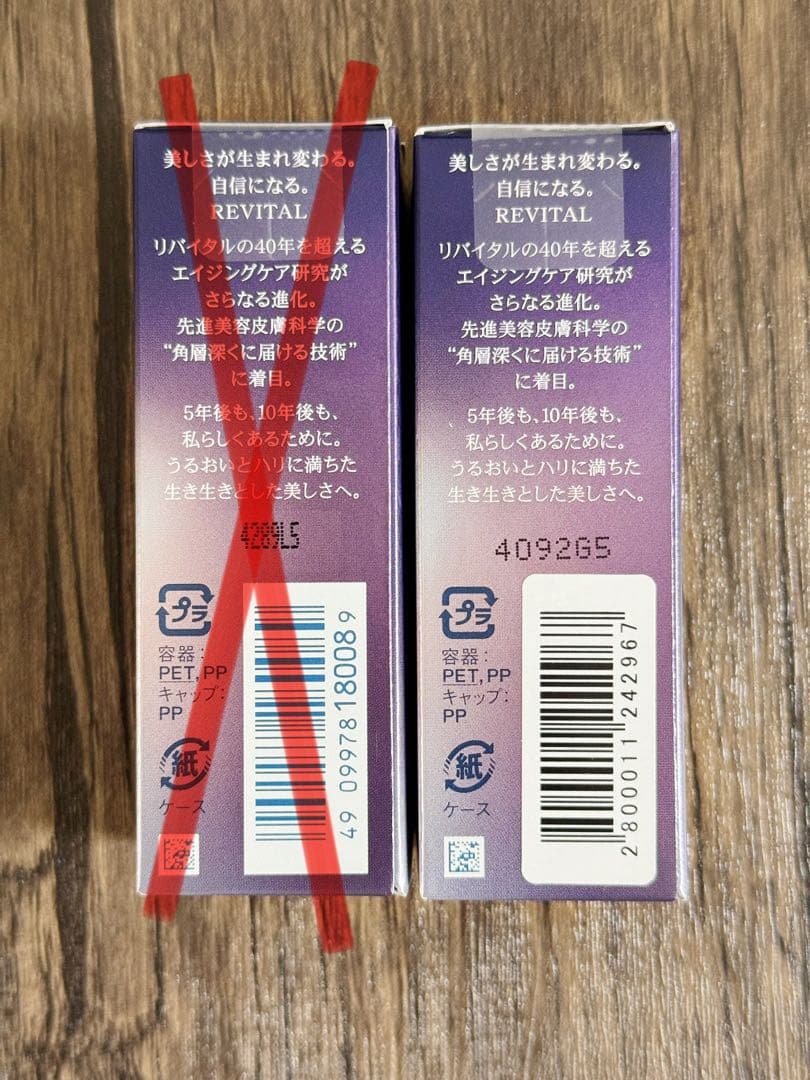 美しさが生まれ変わる。
自信になる。
REVITAL
リバイタルの40年を超える
エイジングケア研究が
さらなる進化。
先進美容皮膚科学の
“角層深くに届ける技術”
に着目。
5年後も、10年後も、
私らしくあるために。
うるおいとハリに満ちた
生き生きとした美しさへ。
4289L5
プラ
容器：
PET, PP
キャップ：
PP
紙
ケース
4909978180089
美しさが生まれ変わる。
自信になる。
REVITAL
リバイタルの40年を超える
エイジングケア研究が
さらなる進化。
先進美容皮膚科学の
“角層深くに届ける技術”
に着目。
5年後も、10年後も、
私らしくあるために。
うるおいとハリに満ちた
生き生きとした美しさへ。
4092G5
プラ
容器：
PET, PP
キャップ：
PP
紙
ケース
2 800011 242967